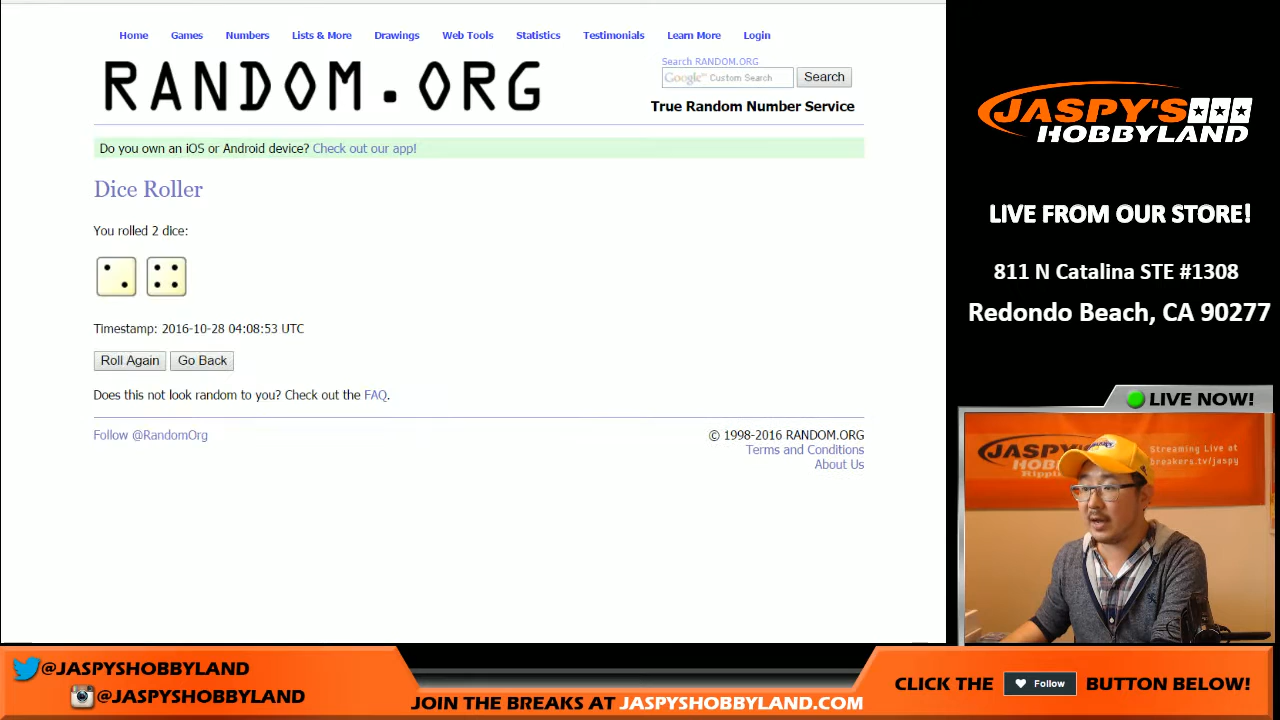 Home Games Numbers Lists & More Drawings Web Tools Statistics Testimonials Learn More Login
RANDOM.ORG
Search RANDOM.ORG
Google™ Custom Search Search
True Random Number Service
Do you own an iOS or Android device? Check out our app!
Dice Roller
You rolled 2 dice:
Timestamp: 2016-10-28 04:08:53 UTC
Roll Again Go Back
Does this not look random to you? Check out the FAQ.
Follow @RandomOrg
© 1998-2016 RANDOM.ORG
Terms and Conditions
About Us
JASPY'S
HOBBYLAND
LIVE FROM OUR STORE!
811 N Catalina STE #1308
Redondo Beach, CA 90277
LIVE NOW!
JASPY'S
Streaming Live at
breakers.tv/jaspy
@JASPYSHOBBYLAND
@JASPYSHOBBYLAND
JOIN THE BREAKS AT JASPYSHOBBYLAND.COM
CLICK THE Follow BUTTON BELOW!